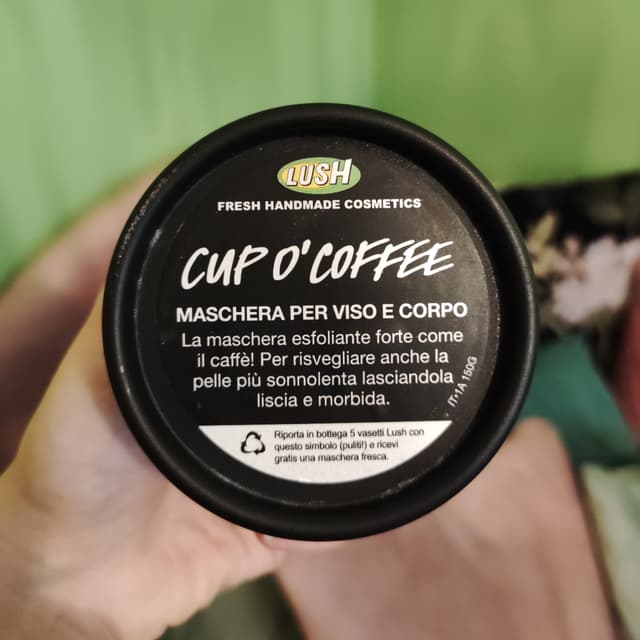 LUSH
FRESH HANDMADE COSMETICS
CUP O'COFFEE
MASCHERA PER VISO E CORPO
La maschera esfoliante forte come
il caffè! Per risvegliare anche la
pelle più sonnolenta lasciandola
liscia e morbida.
IT-1A 150G
Riporta in bottega 5 vasetti Lush con
questo simbolo (puliti!) e ricevi
gratis una maschera fresca.